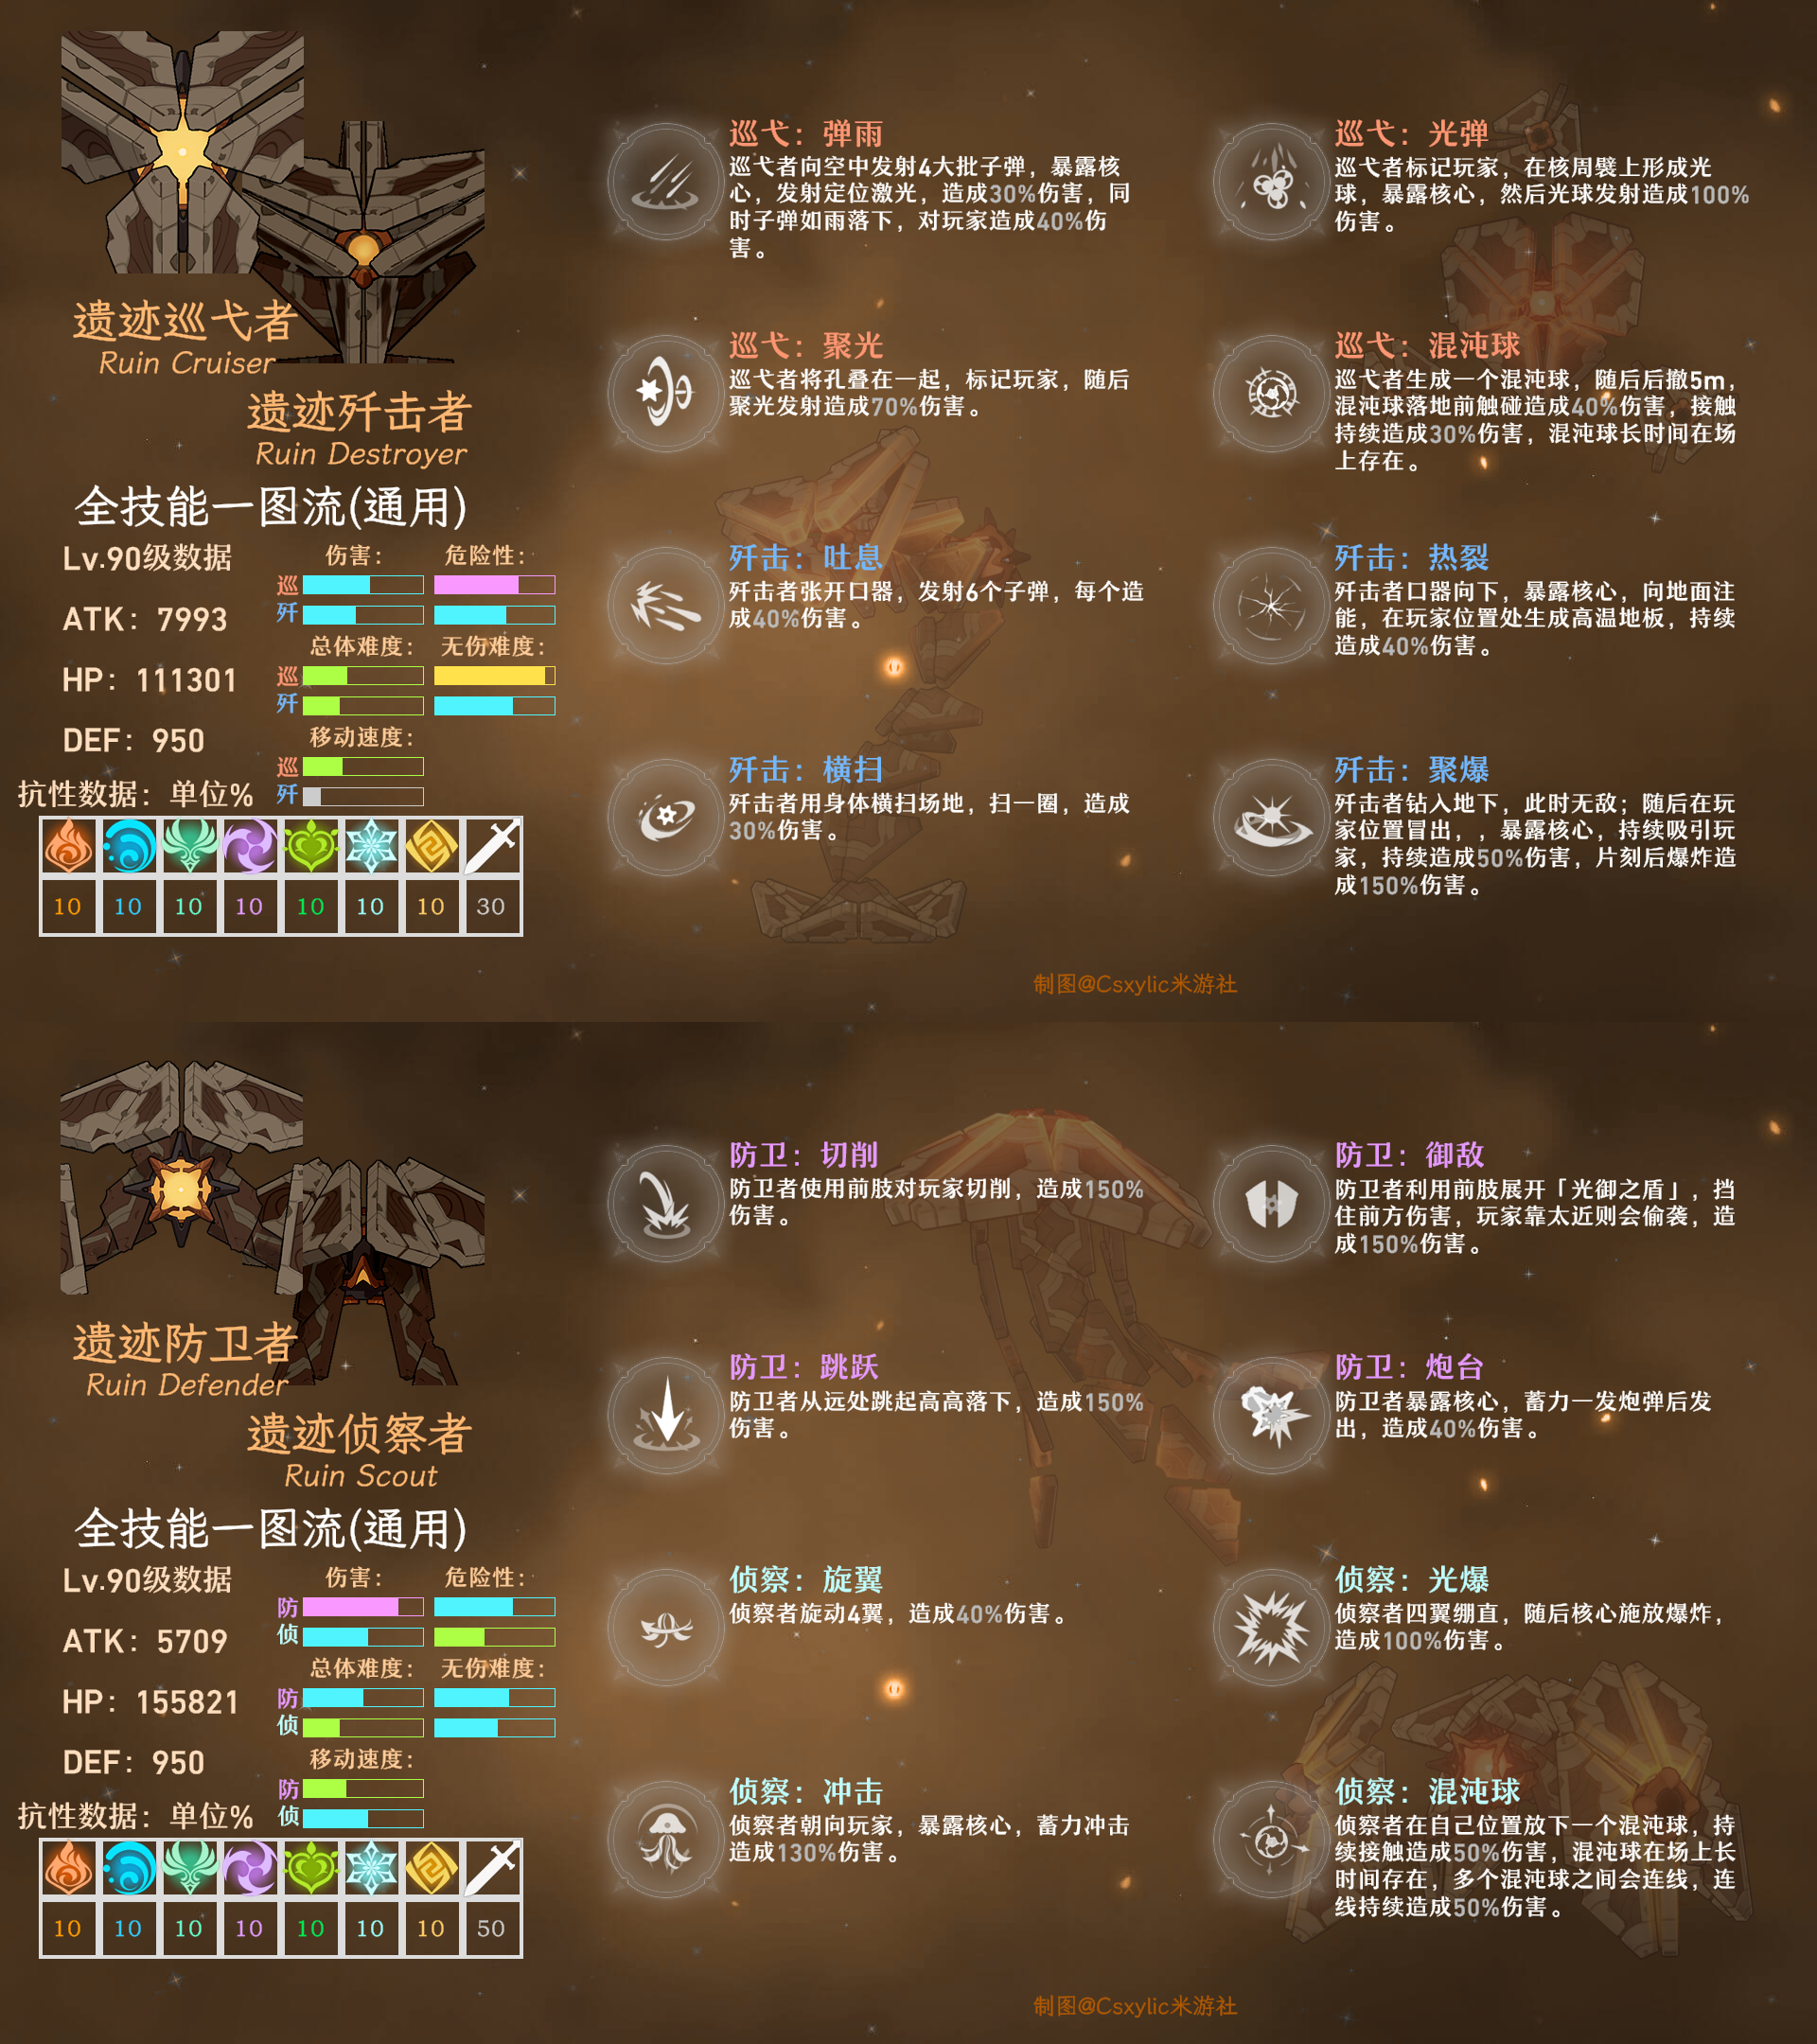 遗迹巡弋者
Ruin Cruiser
遗迹歼击者
Ruin Destroyer
全技能一图流(通用)
Lv.90级数据
ATK：7993
HP：111301
DEF：950
伤害：
危险性：
巡
歼
总体难度：
无伤难度：
巡
歼
移动速度：
巡
歼
抗性数据：单位%
10 10 10 10 10 10 10 30
巡弋：弹雨
巡弋者向空中发射4大批子弹，暴露核
心，发射定位激光，造成30%伤害，同
时子弹如雨落下，对玩家造成40%伤
害。
巡弋：光弹
巡弋者标记玩家，在核周襞上形成光
球，暴露核心，然后光球发射造成100%
伤害。
巡弋：聚光
巡弋者将孔叠在一起，标记玩家，随后
聚光发射造成70%伤害。
巡弋：混沌球
巡弋者生成一个混沌球，随后后撤5m，
混沌球落地前触碰造成40%伤害，接触
持续造成30%伤害，混沌球长时间在场
上存在。
歼击：吐息
歼击者张开口器，发射6个子弹，每个造
成40%伤害。
歼击：热裂
歼击者口器向下，暴露核心，向地面注
能，在玩家位置处生成高温地板，持续
造成40%伤害。
歼击：横扫
歼击者用身体横扫场地，扫一圈，造成
30%伤害。
歼击：聚爆
歼击者钻入地下，此时无敌；随后在玩
家位置冒出，，暴露核心，持续吸引玩
家，持续造成50%伤害，片刻后爆炸造
成150%伤害。
制图@Csxylic米游社
遗迹防卫者
Ruin Defender
遗迹侦察者
Ruin Scout
全技能一图流(通用)
Lv.90级数据
ATK：5709
HP：155821
DEF：950
伤害：
危险性：
防
侦
总体难度：
无伤难度：
防
侦
移动速度：
防
侦
抗性数据：单位%
10 10 10 10 10 10 10 50
防卫：切削
防卫者使用前肢对玩家切削，造成150%
伤害。
防卫：御敌
防卫者利用前肢展开「光御之盾」，挡
住前方伤害，玩家靠太近则会偷袭，造
成150%伤害。
防卫：跳跃
防卫者从远处跳起高高落下，造成150%
伤害。
防卫：炮台
防卫者暴露核心，蓄力一发炮弹后发
出，造成40%伤害。
侦察：旋翼
侦察者旋动4翼，造成40%伤害。
侦察：光爆
侦察者四翼绷直，随后核心施放爆炸，
造成100%伤害。
侦察：冲击
侦察者朝向玩家，暴露核心，蓄力冲击
造成130%伤害。
侦察：混沌球
侦察者在自己位置放下一个混沌球，持
续接触造成50%伤害，混沌球在场上长
时间存在，多个混沌球之间会连线，连
线持续造成50%伤害。
制图@Csxylic米游社